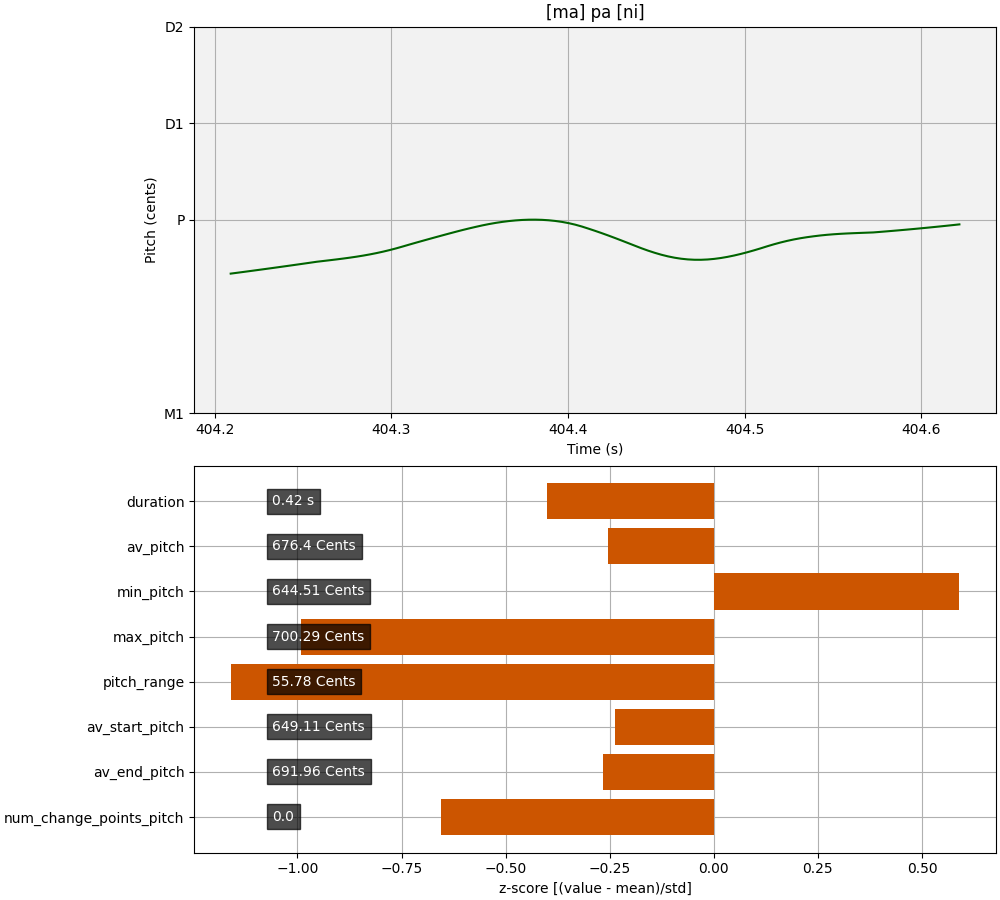 [ma] pa [ni]
D2
D1
P
M1
Pitch (cents)
404.2 404.3 404.4 404.5 404.6
Time (s)
duration 0.42 s
av_pitch 676.4 Cents
min_pitch 644.51 Cents
max_pitch 700.29 Cents
pitch_range 55.78 Cents
av_start_pitch 649.11 Cents
av_end_pitch 691.96 Cents
num_change_points_pitch 0.0
−1.00 −0.75 −0.50 −0.25 0.00 0.25 0.50
z-score [(value - mean)/std]